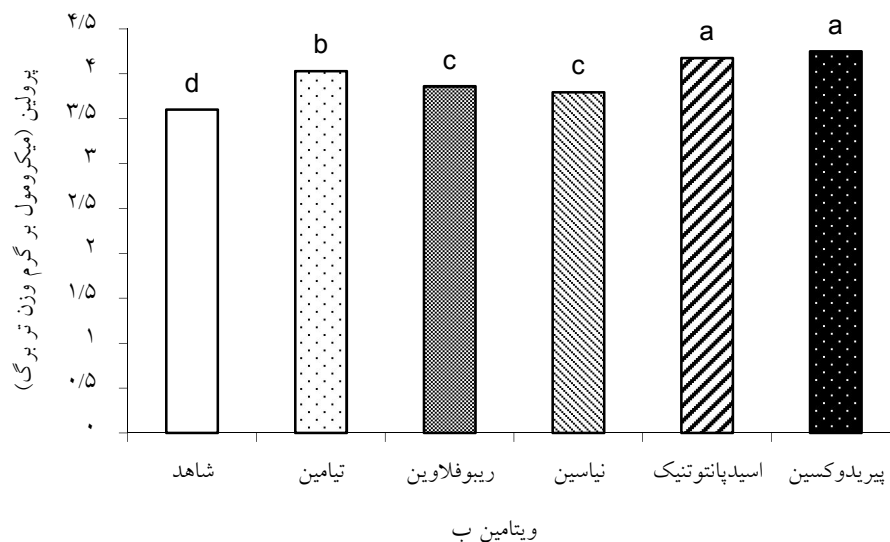 پرولین (میکرومول بر گرم وزن تر برگ)
۴/۵
۴
۳/۵
۳
۲/۵
۲
۱/۵
۱
۰/۵
۰
d
b
c
c
a
a
شاهد
تیامین
ریبوفلاوین
نیاسین
اسیدپانتوتنیک
پیریدوکسین
ویتامین ب